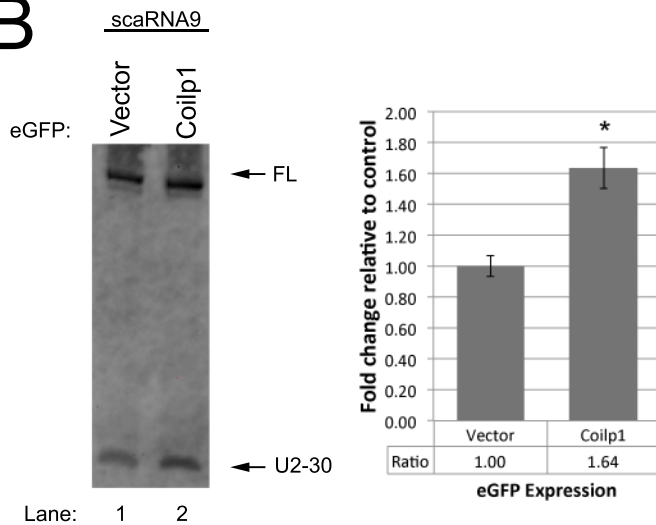 B
scaRNA9
eGFP:
Vector
Coilp1
FL
U2-30
Lane: 1 2
Fold change relative to control
2.00
*
1.80
1.60
1.40
1.20
1.00
0.80
0.60
0.40
0.20
0.00
Vector Coilp1
Ratio 1.00 1.64
eGFP Expression